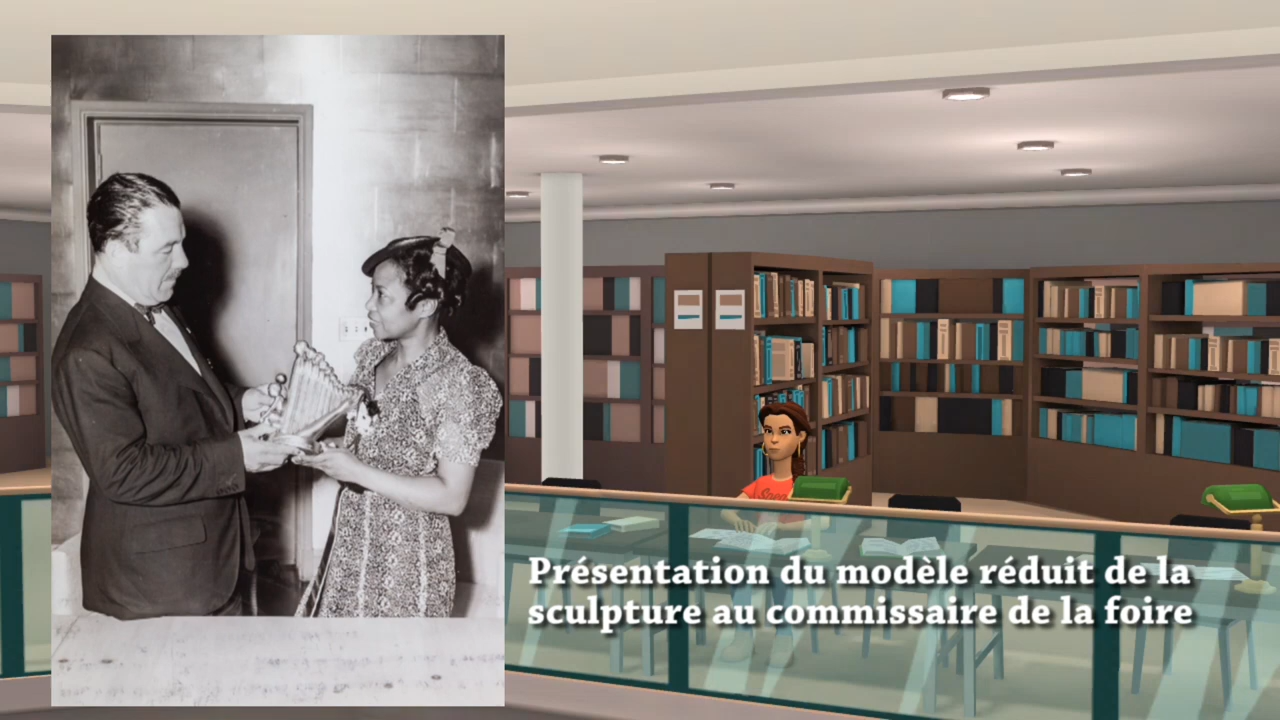 Présentation du modèle réduit de la
sculpture au commissaire de la foire